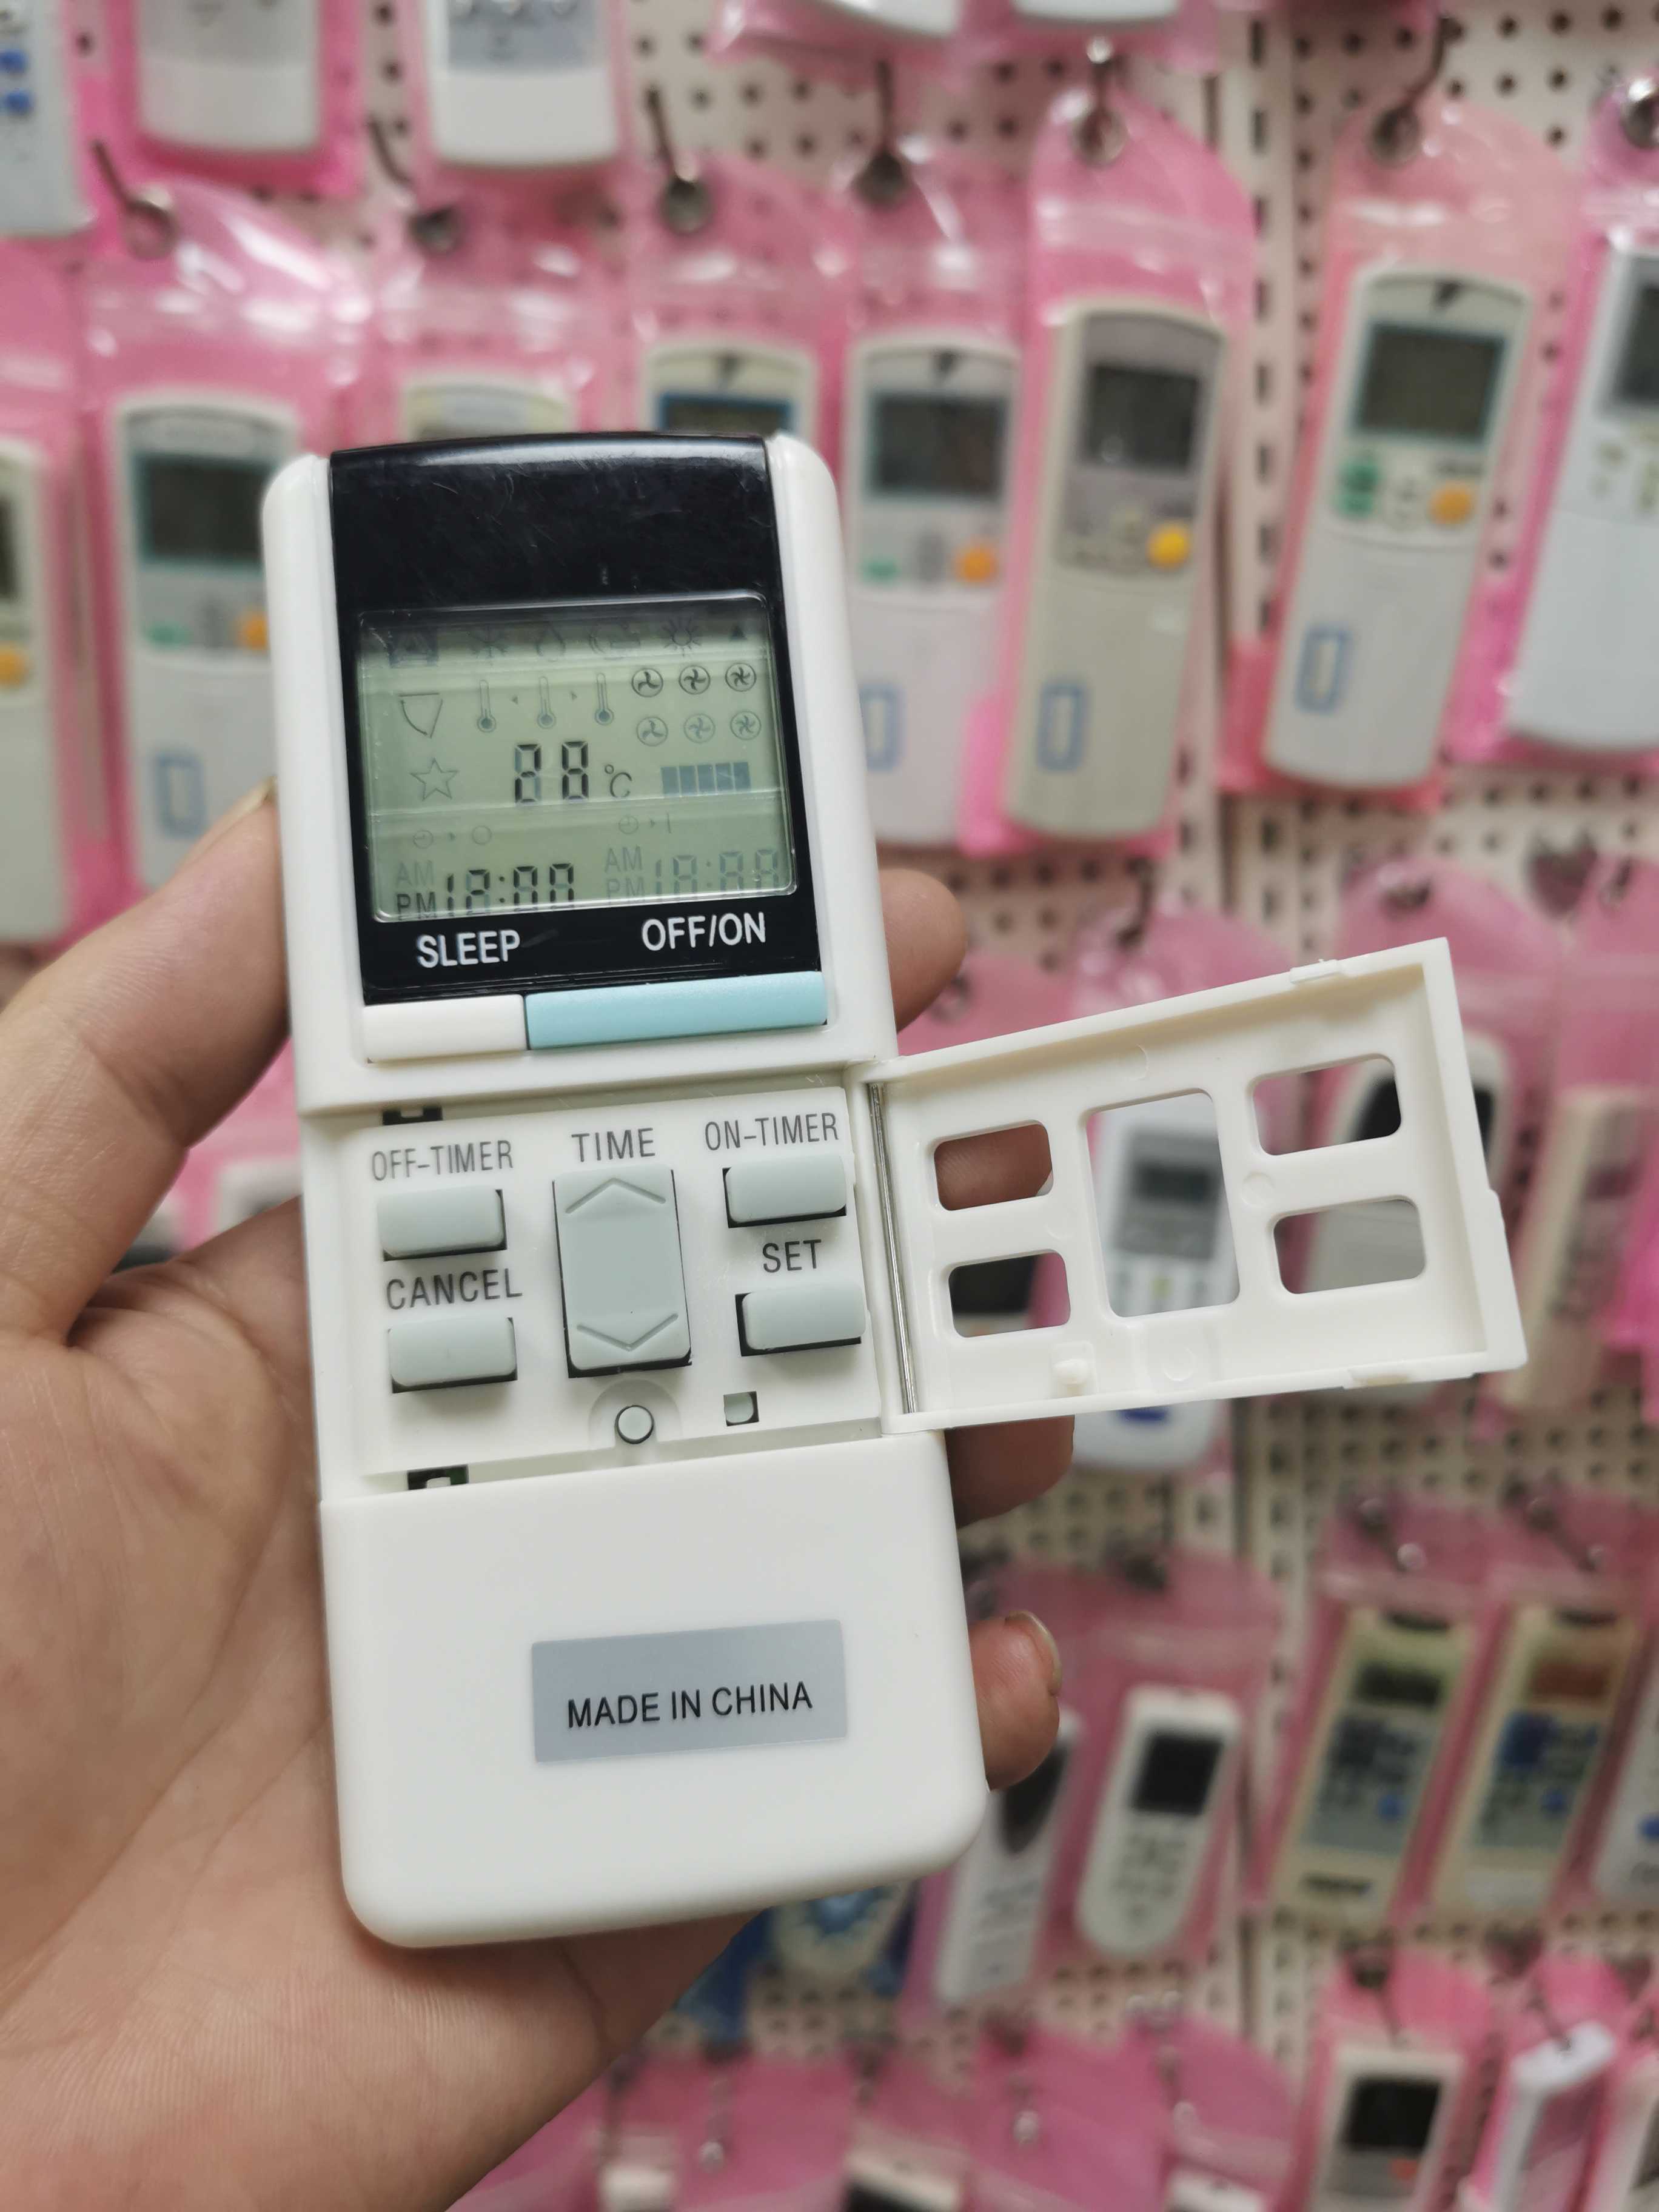 °C
AM AM
PM 12:00 PM 18:88
SLEEP OFF/ON
OFF-TIMER TIME ON-TIMER
CANCEL SET
MADE IN CHINA